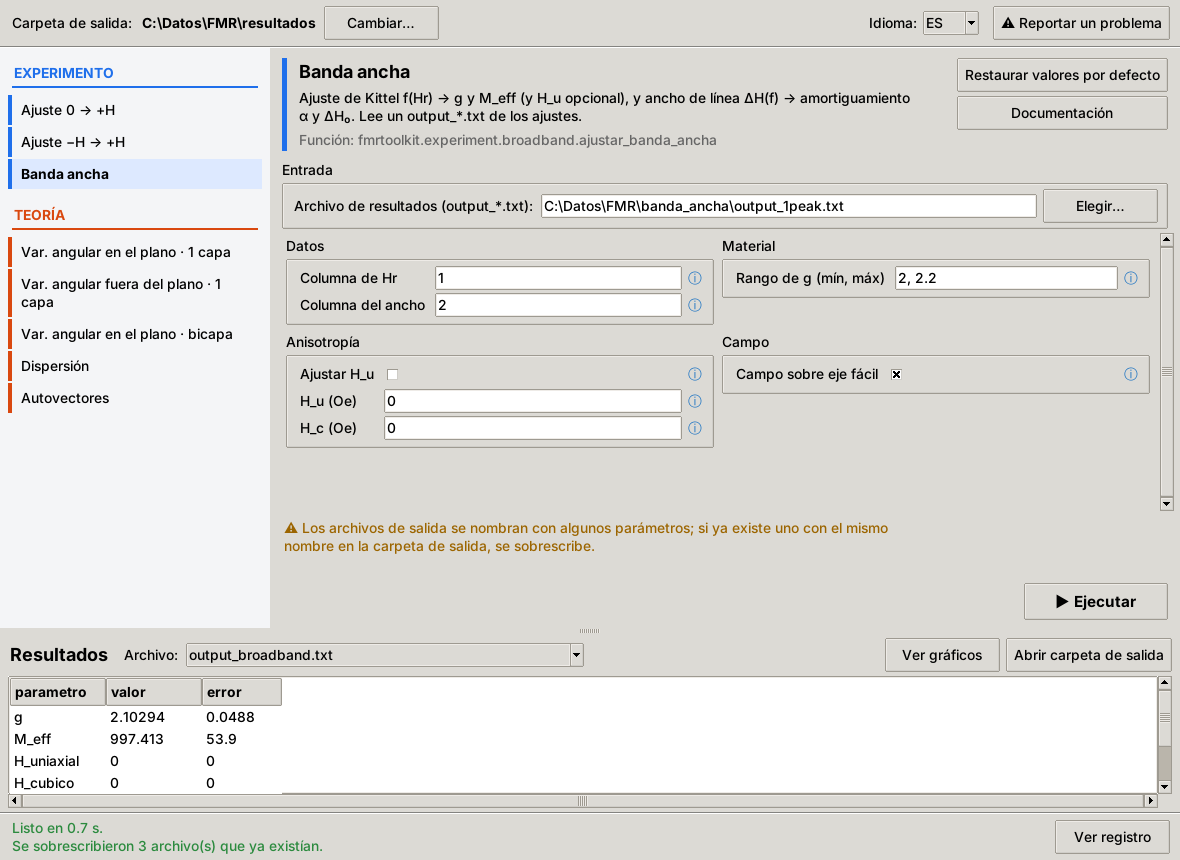 Carpeta de salida: C:\Datos\FMR\resultados Cambiar... Idioma: ES ⚠ Reportar un problema
EXPERIMENTO
Ajuste 0 → +H
Ajuste −H → +H
Banda ancha
TEORÍA
Var. angular en el plano · 1 capa
Var. angular fuera del plano · 1
capa
Var. angular en el plano · bicapa
Dispersión
Autovectores
Banda ancha
Ajuste de Kittel f(Hr) → g y M_eff (y H_u opcional), y ancho de línea ΔH(f) → amortiguamiento
α y ΔH₀. Lee un output_*.txt de los ajustes.
Función: fmrtoolkit.experiment.broadband.ajustar_banda_ancha
Restaurar valores por defecto
Documentación
Entrada
Archivo de resultados (output_*.txt): C:\Datos\FMR\banda_ancha\output_1peak.txt Elegir...
Datos
Columna de Hr 1 ⓘ
Columna del ancho 2 ⓘ
Material
Rango de g (mín, máx) 2, 2.2 ⓘ
Anisotropía
Ajustar H_u ⓘ
H_u (Oe) 0 ⓘ
H_c (Oe) 0 ⓘ
Campo
Campo sobre eje fácil ⓘ
⚠ Los archivos de salida se nombran con algunos parámetros; si ya existe uno con el mismo
nombre en la carpeta de salida, se sobrescribe.
▶ Ejecutar
Resultados Archivo: output_broadband.txt Ver gráficos Abrir carpeta de salida
parametro valor error
g 2.10294 0.0488
M_eff 997.413 53.9
H_uniaxial 0 0
H_cubico 0 0
Listo en 0.7 s.
Se sobrescribieron 3 archivo(s) que ya existían.
Ver registro